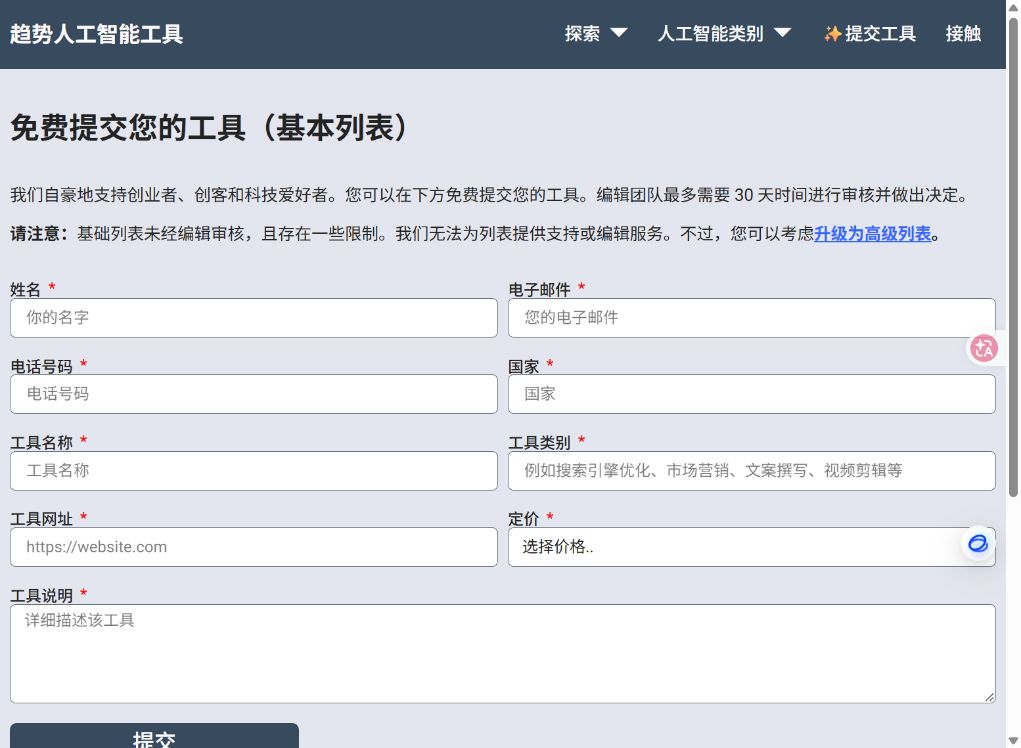 趋势人工智能工具
探索
人工智能类别
✨提交工具
接触
免费提交您的工具（基本列表）
我们自豪地支持创业者、创客和科技爱好者。您可以在下方免费提交您的工具。编辑团队最多需要 30 天时间进行审核并做出决定。
请注意：基础列表未经编辑审核，且存在一些限制。我们无法为列表提供支持或编辑服务。不过，您可以考虑升级为高级列表。
姓名 *
电子邮件 *
你的名字
您的电子邮件
电话号码 *
国家 *
电话号码
国家
工具名称 *
工具类别 *
工具名称
例如搜索引擎优化、市场营销、文案撰写、视频剪辑等
工具网址 *
定价 *
https://website.com
选择价格..
工具说明 *
详细描述该工具
提交